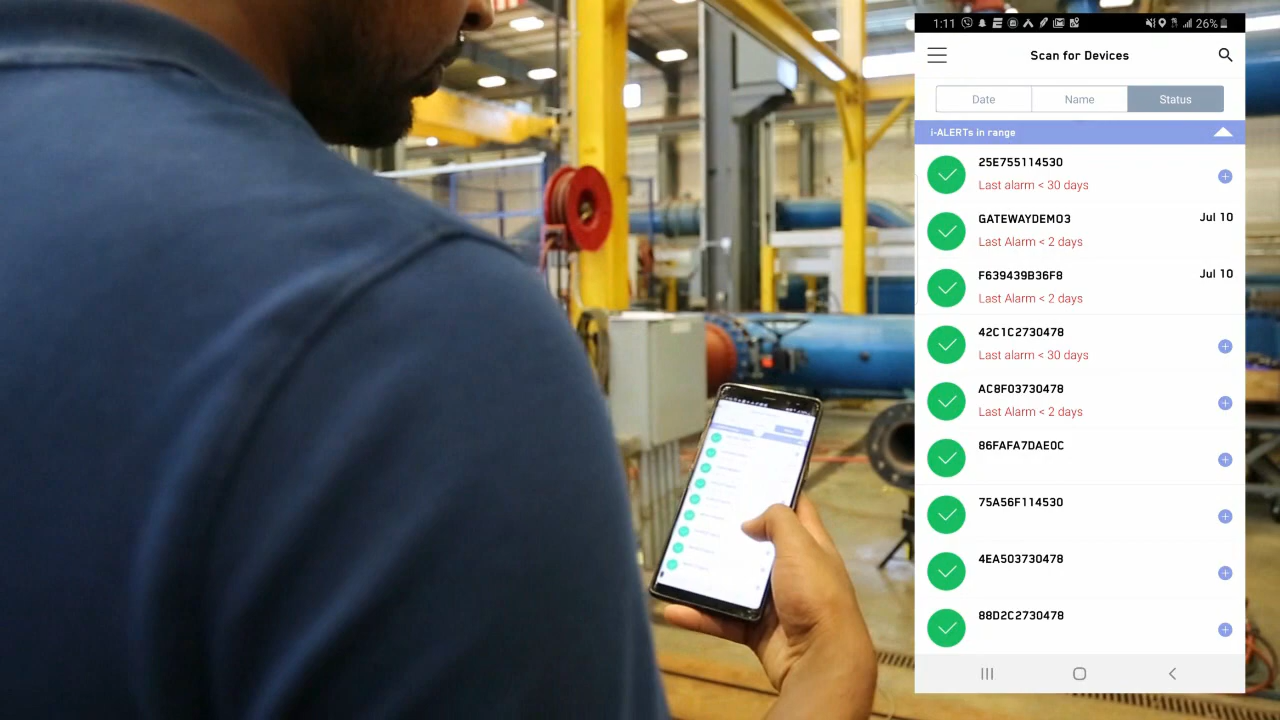 1:11 26%
Scan for Devices
Date Name Status
i-ALERTs in range
25E755114530
Last alarm < 30 days
GATEWAYDEMO3 Jul 10
Last Alarm < 2 days
F639439B36F8 Jul 10
Last Alarm < 2 days
42C1C2730478
Last alarm < 30 days
AC8F03730478
Last Alarm < 2 days
86FAFA7DAE0C
75A56F114530
4EA503730478
88D2C2730478